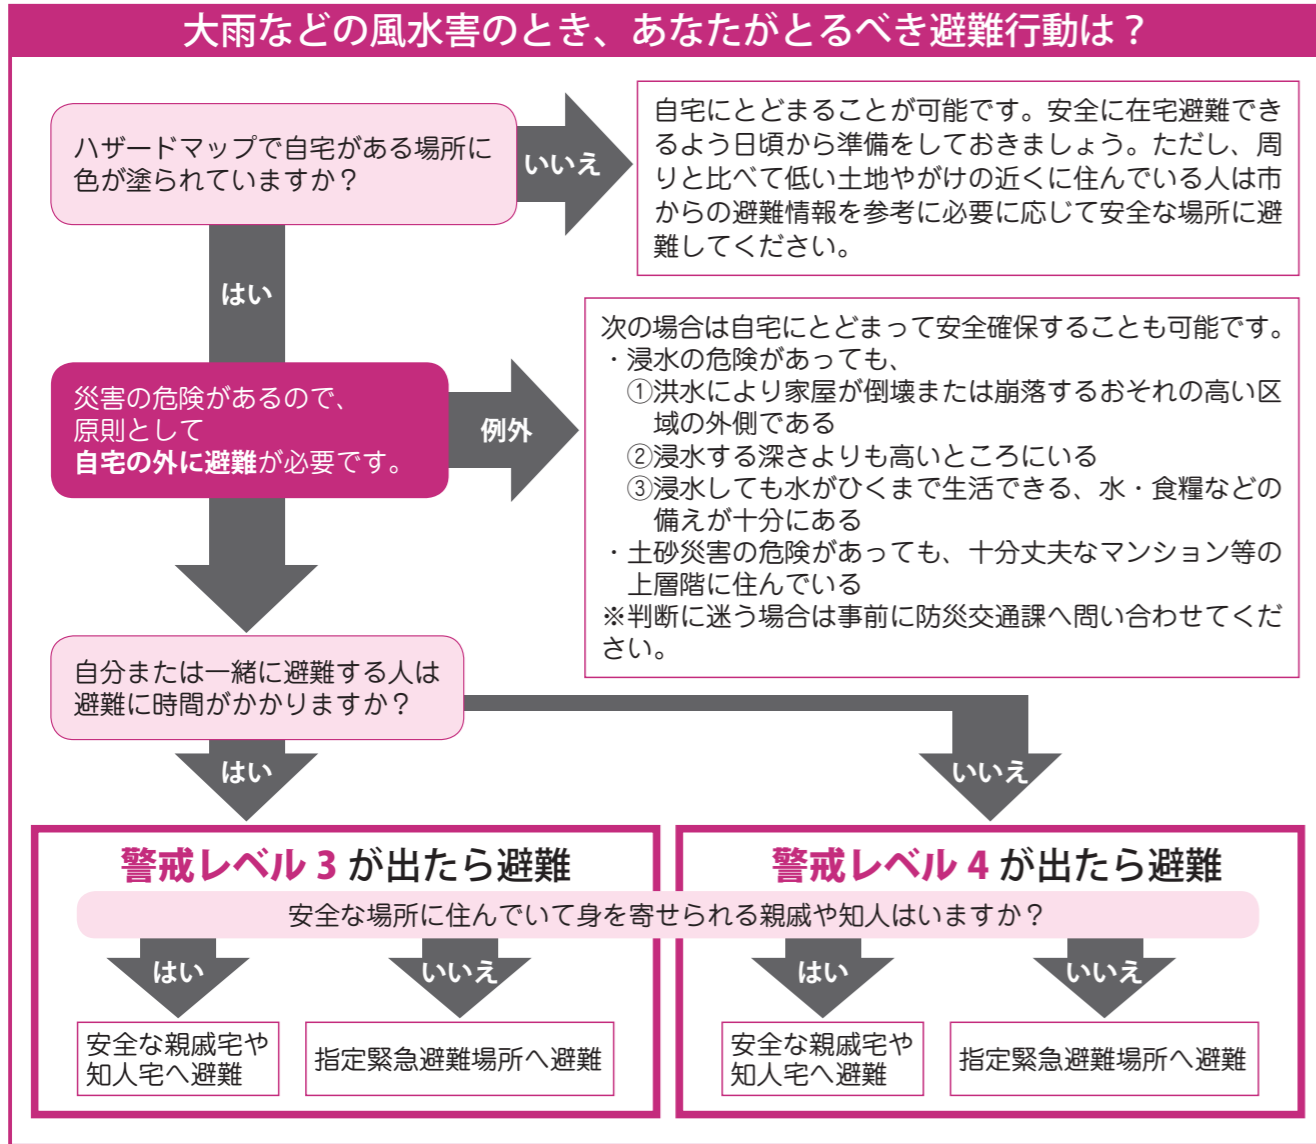 大雨などの風水害のとき、あなたがとるべき避難行動は？
ハザードマップで自宅がある場所に
色が塗られていますか？
いいえ
自宅にとどまることが可能です。安全に在宅避難でき
るよう日頃から準備をしておきましょう。ただし、周
りと比べて低い土地やがけの近くに住んでいる人は市
からの避難情報を参考に必要に応じて安全な場所に避
難してください。
はい
災害の危険があるので、
原則として
自宅の外に避難が必要です。
例外
次の場合は自宅にとどまって安全確保することも可能です。
・浸水の危険があっても、
①洪水により家屋が倒壊または崩落するおそれの高い区
域の外側である
②浸水する深さよりも高いところにいる
③浸水しても水がひくまで生活できる、水・食糧などの
備えが十分にある
・土砂災害の危険があっても、十分丈夫なマンション等の
上層階に住んでいる
※判断に迷う場合は事前に防災交通課へ問い合わせてくだ
さい。
自分または一緒に避難する人は
避難に時間がかかりますか？
はい
いいえ
警戒レベル 3 が出たら避難
警戒レベル 4 が出たら避難
安全な場所に住んでいて身を寄せられる親戚や知人はいますか？
はい
いいえ
はい
いいえ
安全な親戚宅や
知人宅へ避難
指定緊急避難場所へ避難
安全な親戚宅や
知人宅へ避難
指定緊急避難場所へ避難